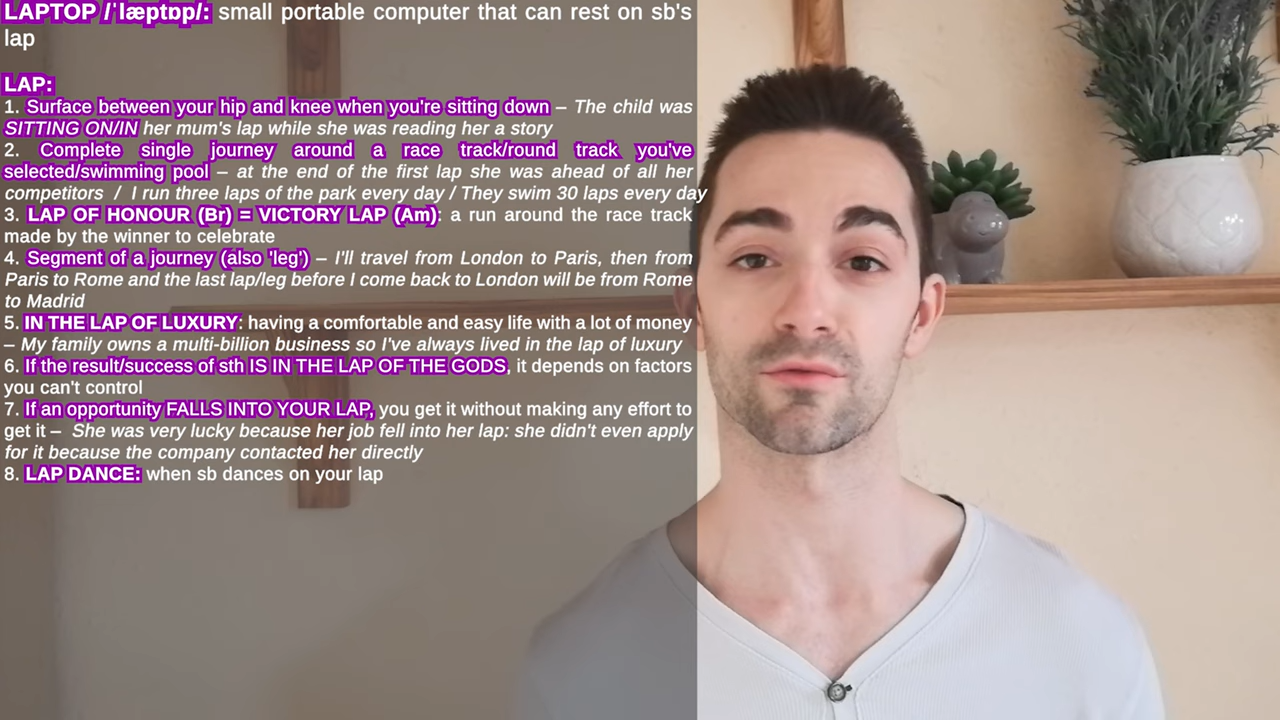 LAPTOP /ˈlæptɒp/: small portable computer that can rest on sb's
lap
LAP:
1. Surface between your hip and knee when you're sitting down – The child was
SITTING ON/IN her mum's lap while she was reading her a story
2. Complete single journey around a race track/round track you've
selected/swimming pool – at the end of the first lap she was ahead of all her
competitors / I run three laps of the park every day / They swim 30 laps every day
3. LAP OF HONOUR (Br) = VICTORY LAP (Am): a run around the race track
made by the winner to celebrate
4. Segment of a journey (also 'leg') – I'll travel from London to Paris, then from
Paris to Rome and the last lap/leg before I come back to London will be from Rome
to Madrid
5. IN THE LAP OF LUXURY: having a comfortable and easy life with a lot of money
– My family owns a multi-billion business so I've always lived in the lap of luxury
6. If the result/success of sth IS IN THE LAP OF THE GODS, it depends on factors
you can't control
7. If an opportunity FALLS INTO YOUR LAP, you get it without making any effort to
get it – She was very lucky because her job fell into her lap: she didn't even apply
for it because the company contacted her directly
8. LAP DANCE: when sb dances on your lap